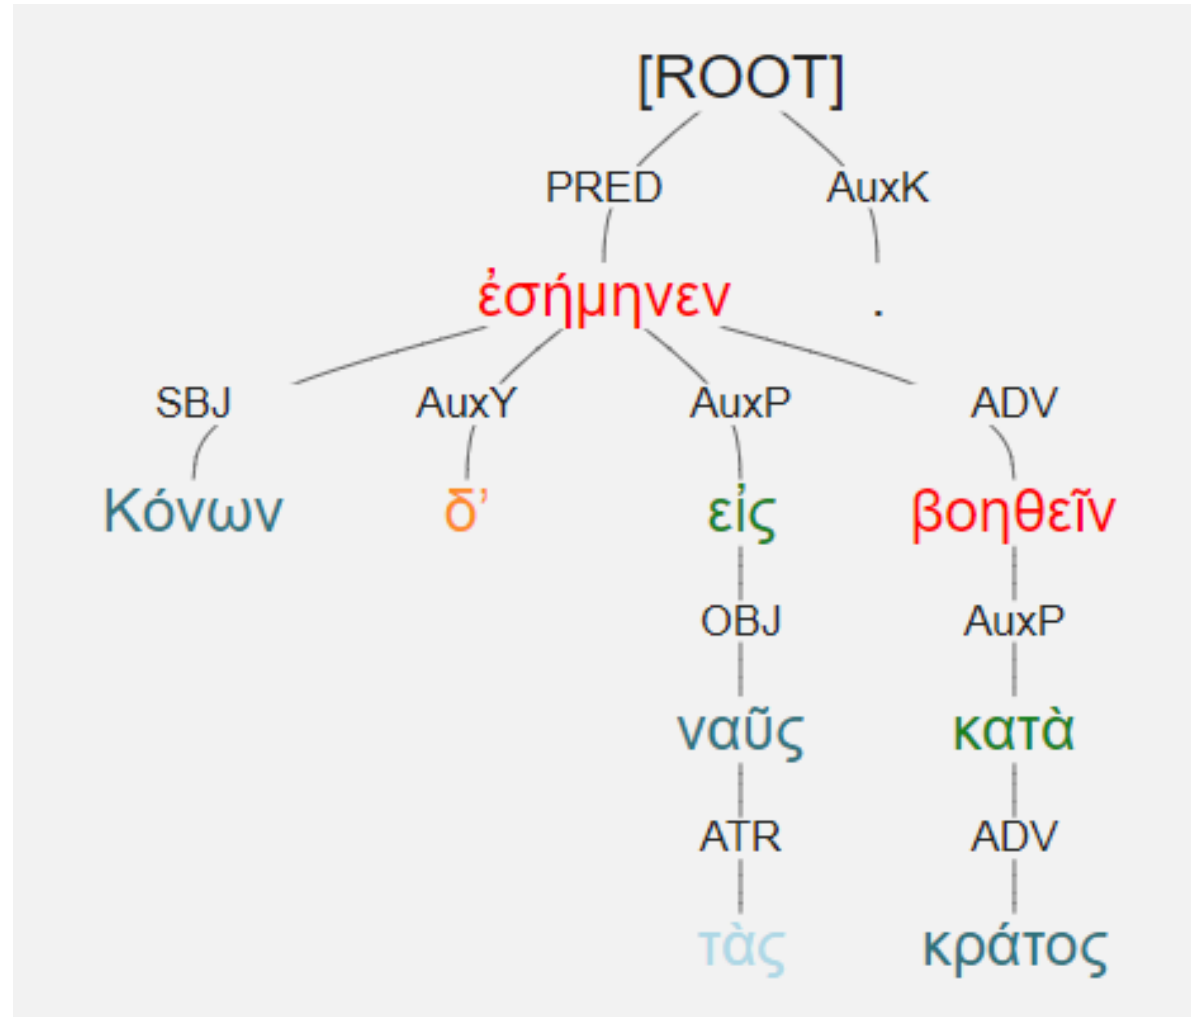 [ROOT]
PRED AuxK
ἐσήμηνεν .
SBJ AuxY AuxP ADV
Κόνων δ’ εἰς βοηθεῖν
OBJ AuxP
ναῦς κατὰ
ATR ADV
τὰς κράτος